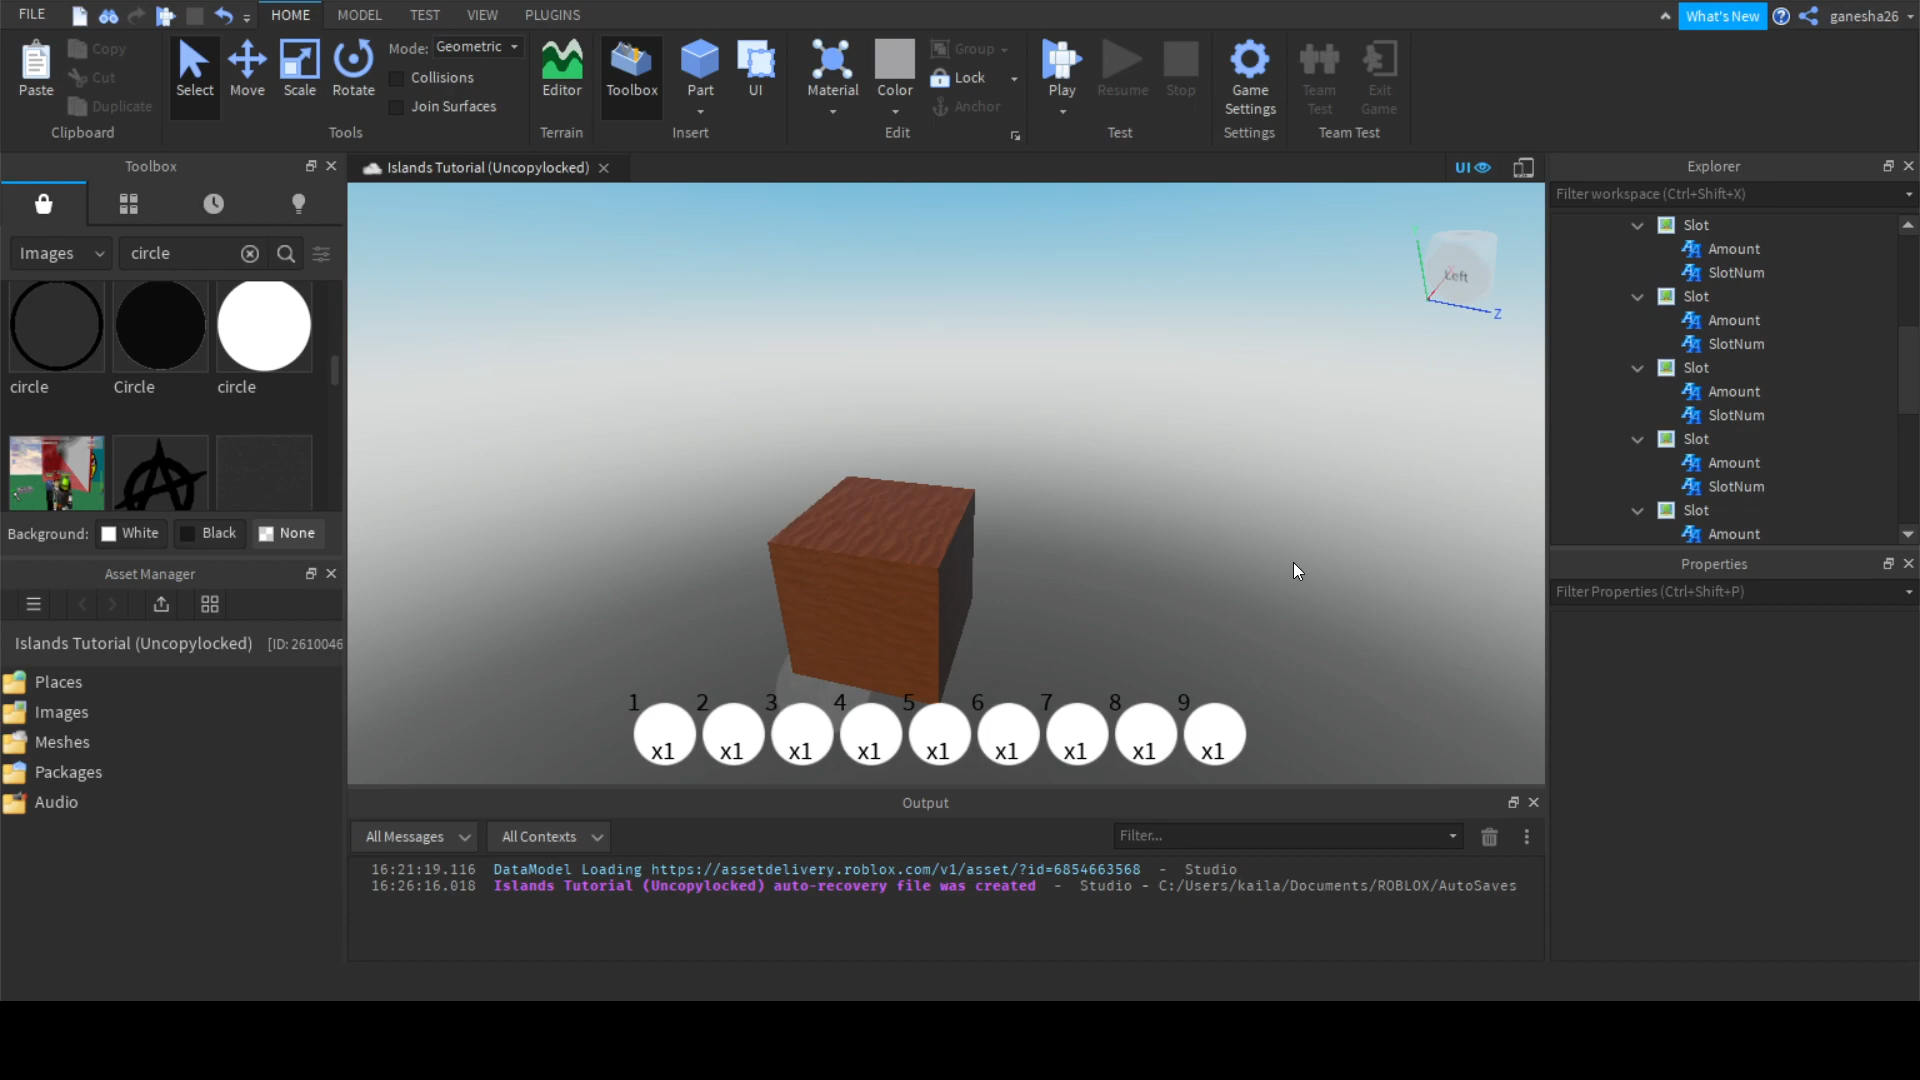 FILE HOME MODEL TEST VIEW PLUGINS What's New ganesha26
Paste Copy Cut Duplicate
Clipboard
Select Move Scale Rotate
Mode: Geometric
Collisions
Join Surfaces
Tools
Editor
Terrain
Toolbox Part UI
Insert
Material Color Group Lock Anchor
Edit
Play Resume Stop
Test
Game Settings
Settings
Team Test Exit Game
Team Test
Toolbox
Images circle
circle Circle circle
Background: White Black None
Asset Manager
Islands Tutorial (Uncopylocked) [ID: 2610046
Places
Images
Meshes
Packages
Audio
Islands Tutorial (Uncopylocked)
UI
Left
Z
1 2 3 4 5 6 7 8 9
x1 x1 x1 x1 x1 x1 x1 x1 x1
Output
All Messages All Contexts Filter...
16:21:19.116 DataModel Loading https://assetdelivery.roblox.com/v1/asset/?id=6854663568 - Studio
16:26:16.018 Islands Tutorial (Uncopylocked) auto-recovery file was created - Studio - C:/Users/kaila/Documents/ROBLOX/AutoSaves
Explorer
Filter workspace (Ctrl+Shift+X)
Slot
Amount
SlotNum
Slot
Amount
SlotNum
Slot
Amount
SlotNum
Slot
Amount
SlotNum
Slot
Amount
Properties
Filter Properties (Ctrl+Shift+P)